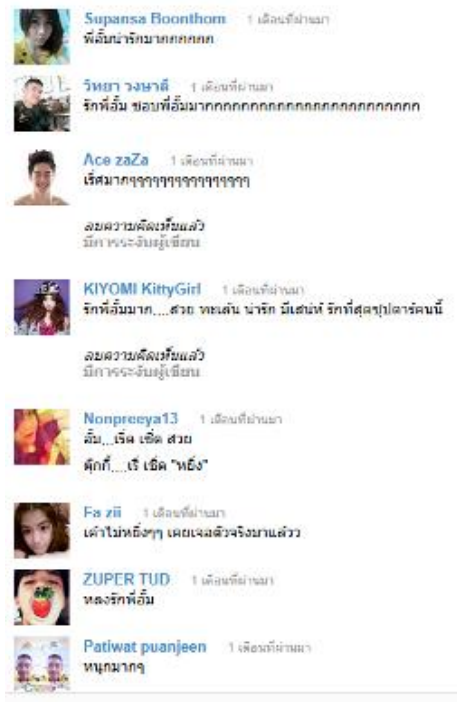 Supansa Boonthom 1 เดือนที่ผ่านมา
พี่อั้มน่ารักมากกกกกก
วิทยา วงษาดี 1 เดือนที่ผ่านมา
รักพี่อั้ม ชอบพี่อั้มมากกกกกกกกกกกกกกกกกกกกกกกก
Ace zaZa 1 เดือนที่ผ่านมา
เริ่ศมากๆๆๆๆๆๆๆๆๆๆๆๆๆๆๆ
ลบความคิดเห็นแล้ว
มีการระงับผู้เขียน
KIYOMI KittyGirl 1 เดือนที่ผ่านมา
รักพี่อั้มมาก....สวย ทะเล้น น่ารัก มีเสน่ห์ รักที่สุดซุปตาร์คนนี้
ลบความคิดเห็นแล้ว
มีการระงับผู้เขียน
Nonpreeya13 1 เดือนที่ผ่านมา
อั้ม...เริ่ด เชิ่ด สวย
ตุ๊กกี้....เริ่ เชิ่ด "หยิ่ง"
Fa zii 1 เดือนที่ผ่านมา
เค้าไม่หยิ่งๆๆ เคยเจอตัวจริงมาแล้วว
ZUPER TUD 1 เดือนที่ผ่านมา
หลงรักพี่อั้ม
Patiwat puanjeen 1 เดือนที่ผ่านมา
หนุกมากๆ